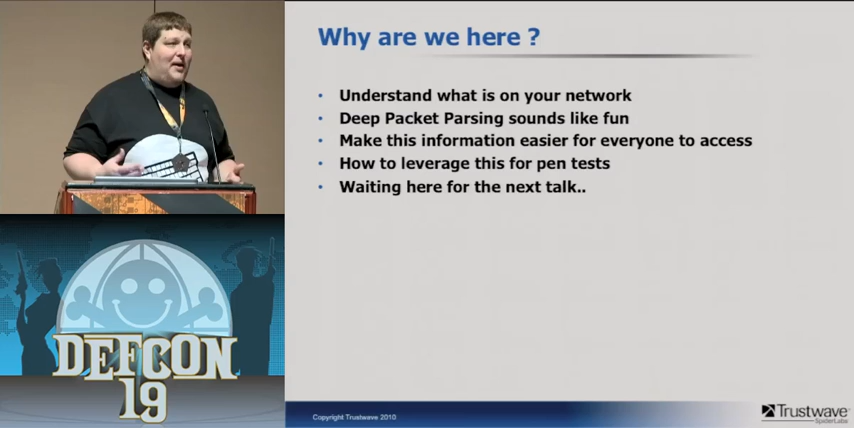 Why are we here ?
• Understand what is on your network
• Deep Packet Parsing sounds like fun
• Make this information easier for everyone to access
• How to leverage this for pen tests
• Waiting here for the next talk..
DEFCON
19
Copyright Trustwave 2010
Trustwave®
SpiderLabs